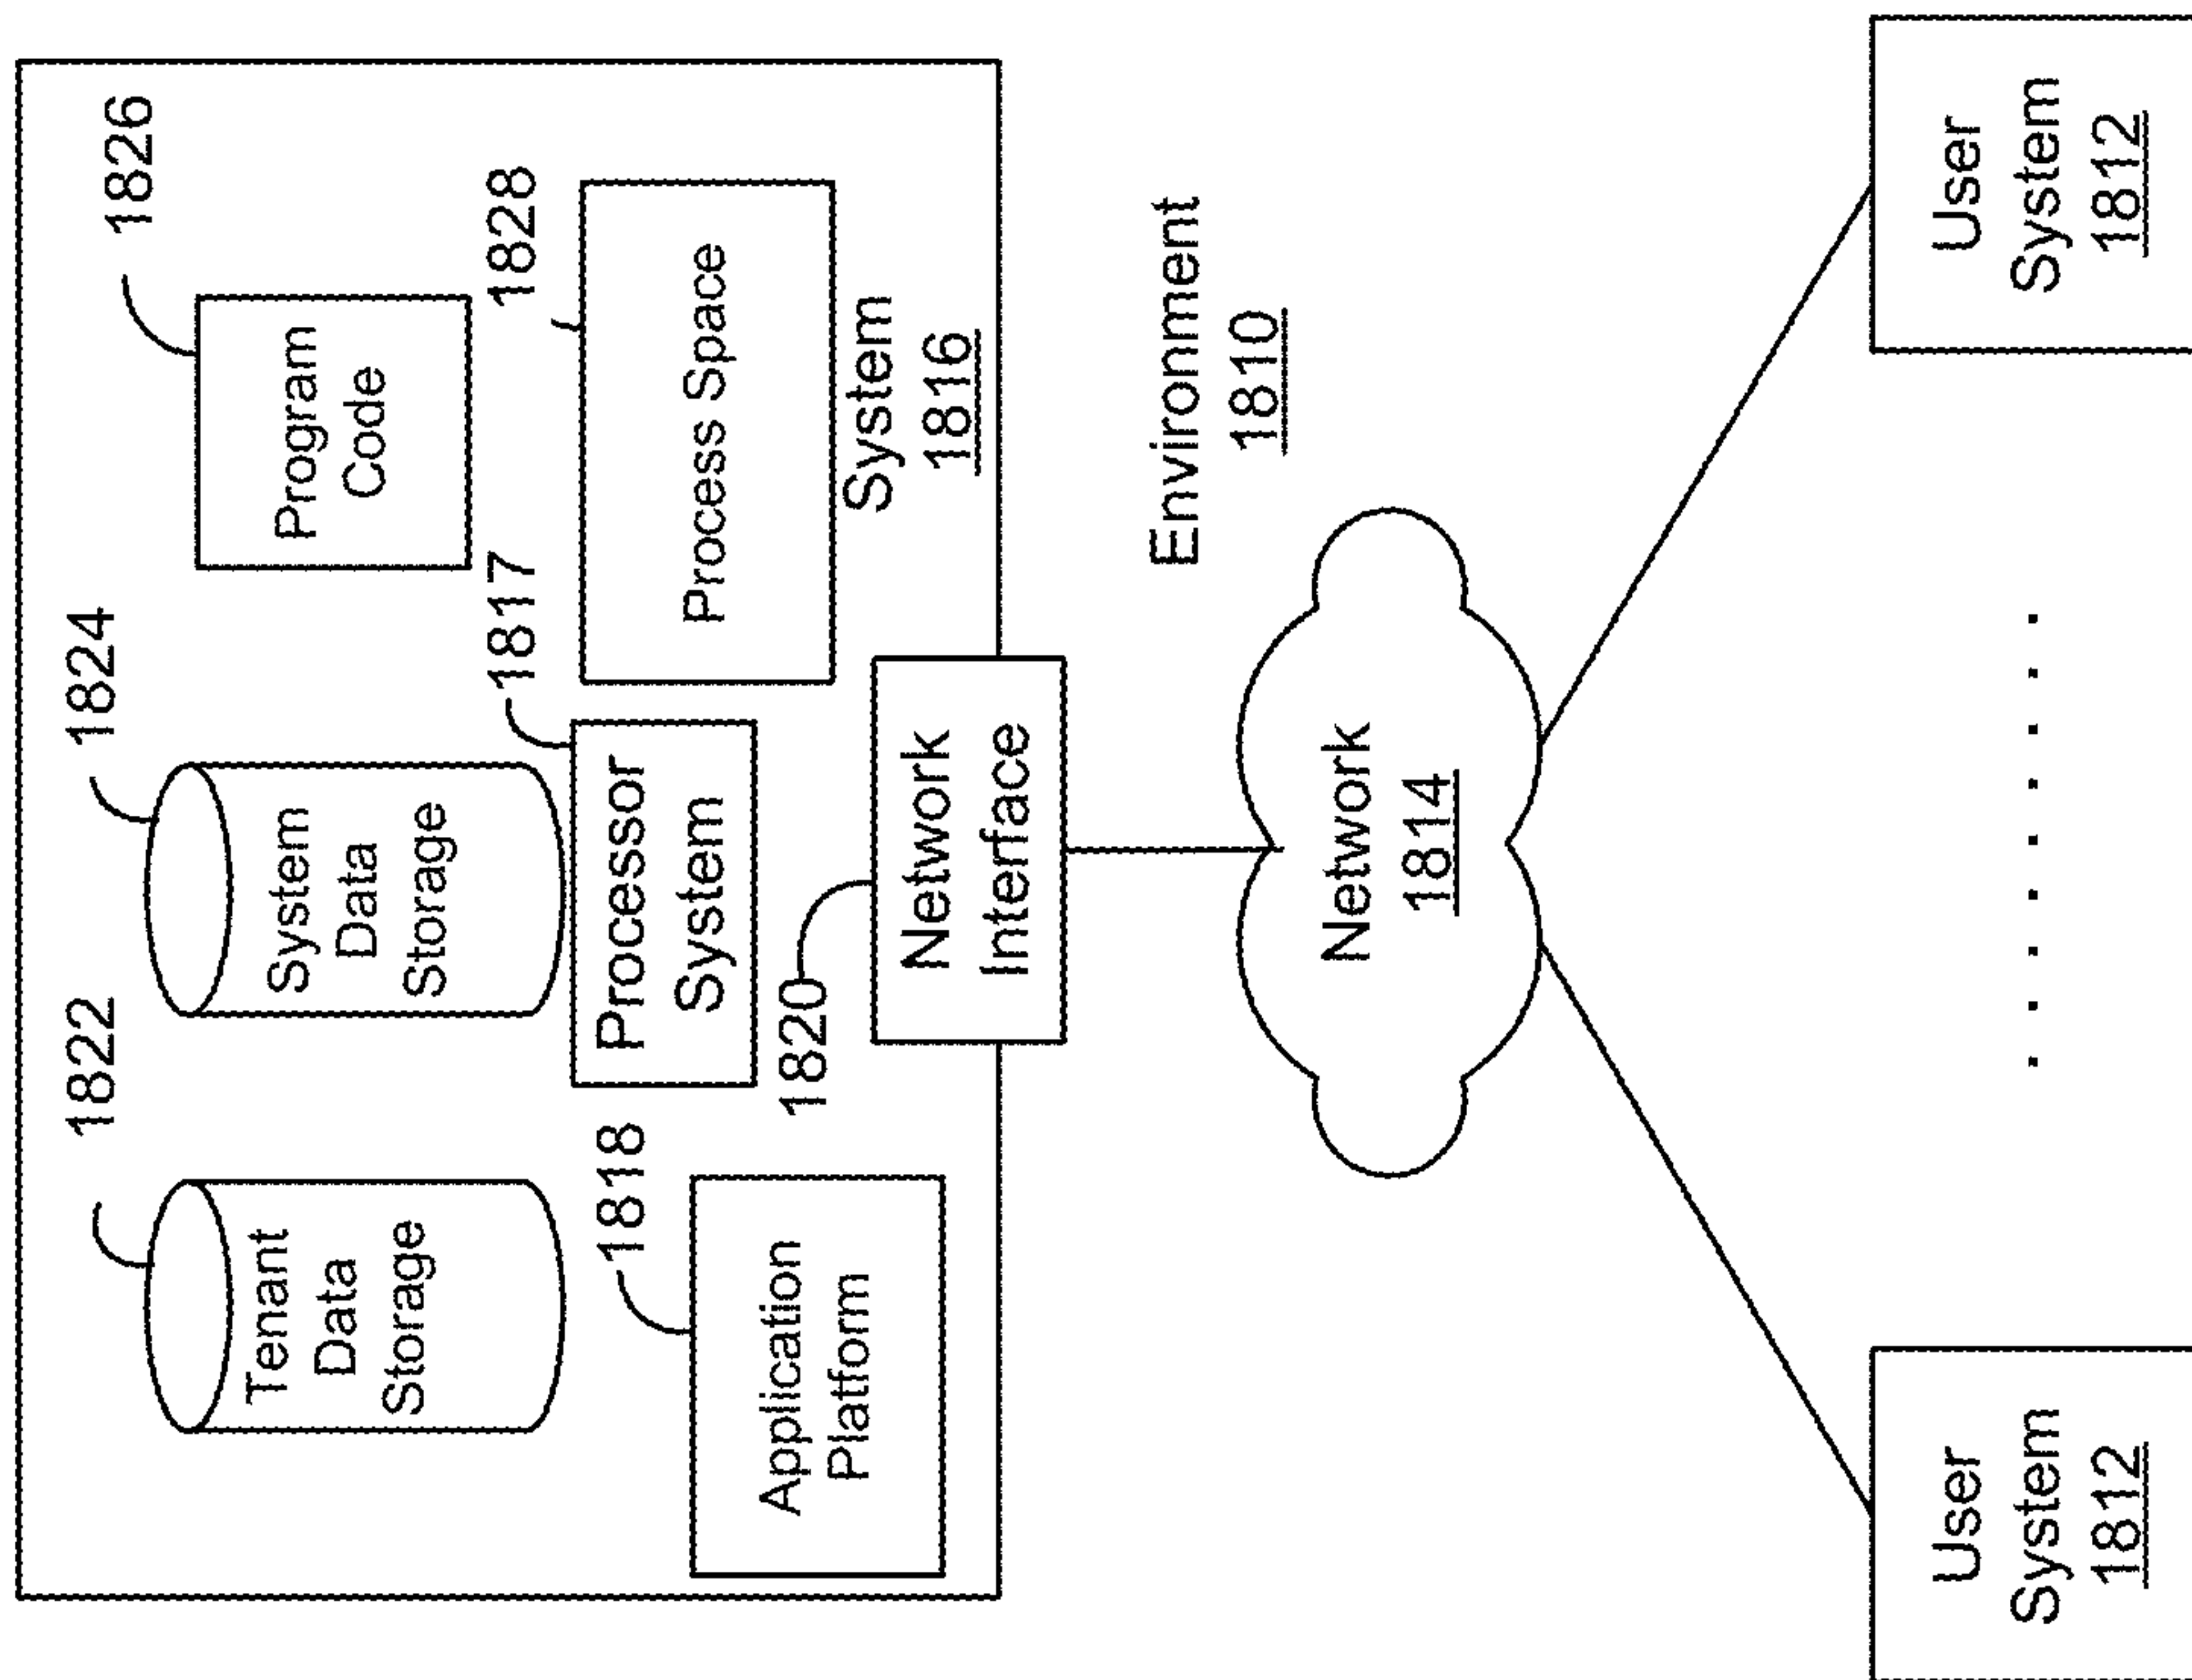 1822
1824
1826
Tenant
Data
Storage
System
Data
Storage
Program
Code
1818
1817
1828
Application
Platform
Processor
System
Process Space
1820
System
1816
Network
Interface
Environment
1810
Network
1814
User
System
1812
. . . . . . . . .
User
System
1812